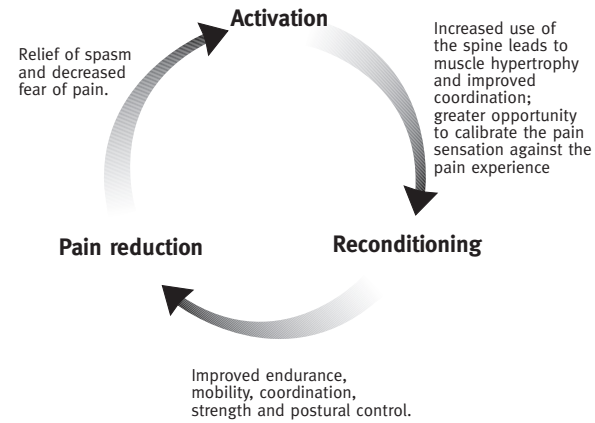 Activation
Increased use of
the spine leads to
muscle hypertrophy
and improved
coordination;
greater opportunity
to calibrate the pain
sensation against the
pain experience
Relief of spasm
and decreased
fear of pain.
Pain reduction
Reconditioning
Improved endurance,
mobility, coordination,
strength and postural control.